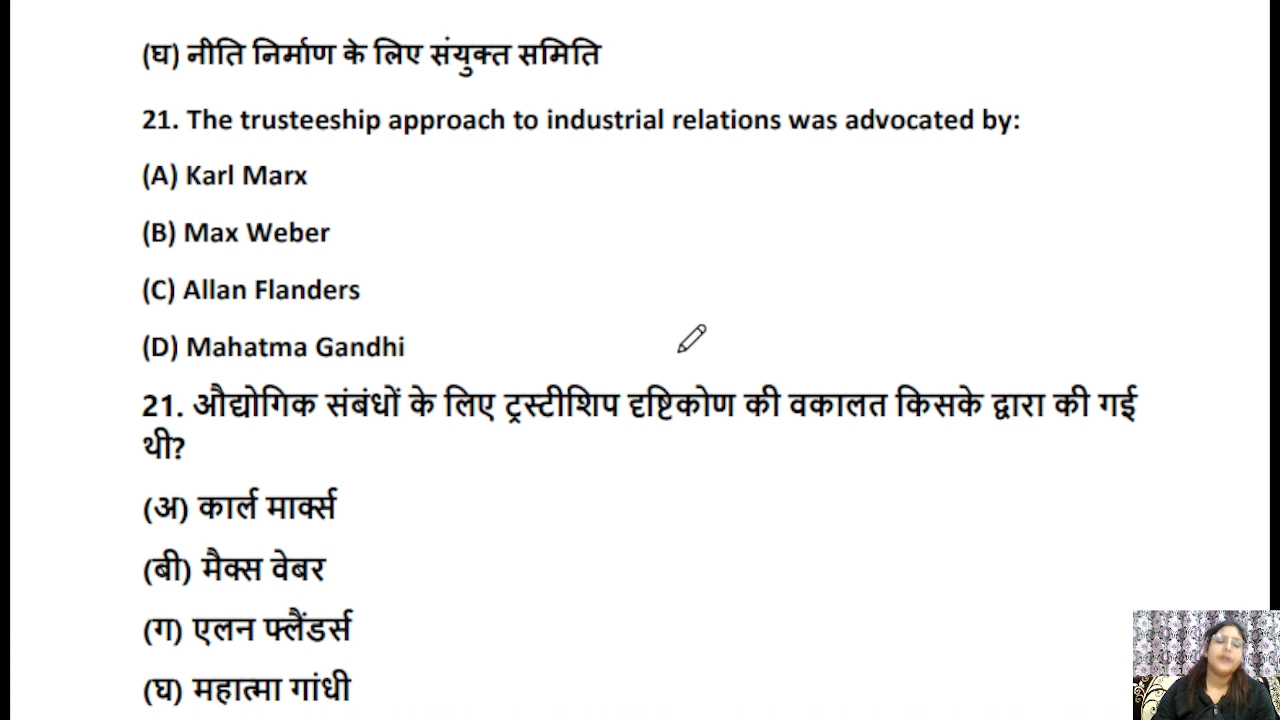 (घ) नीति निर्माण के लिए संयुक्त समिति
21. The trusteeship approach to industrial relations was advocated by:
(A) Karl Marx
(B) Max Weber
(C) Allan Flanders
(D) Mahatma Gandhi
21. औद्योगिक संबंधों के लिए ट्रस्टीशिप दृष्टिकोण की वकालत किसके द्वारा की गई
थी?
(अ) कार्ल मार्क्स
(बी) मैक्स वेबर
(ग) एलन फ्लैंडर्स
(घ) महात्मा गांधी